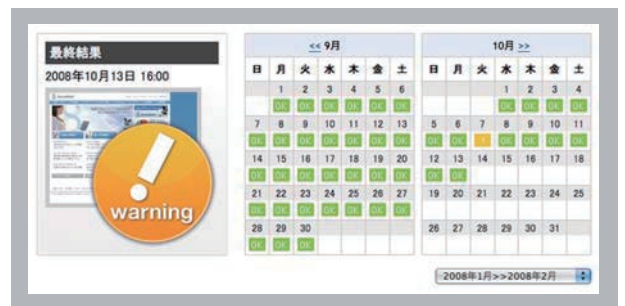 最終結果
2008年10月13日 16:00
warning
<< 9月
日 月 火 水 木 金 土
1 2 3 4 5 6
OK OK OK OK OK OK
7 8 9 10 11 12 13
OK OK OK OK OK OK OK
14 15 16 17 18 19 20
OK OK OK OK OK OK OK
21 22 23 24 25 26 27
OK OK OK OK OK OK OK
28 29 30
OK OK OK
10月 >>
日 月 火 水 木 金 土
1 2 3 4
OK OK OK OK
5 6 7 8 9 10 11
OK OK ! OK OK OK OK
12 13 14 15 16 17 18
OK OK
19 20 21 22 23 24 25
26 27 28 29 30 31
2008年1月>>2008年2月